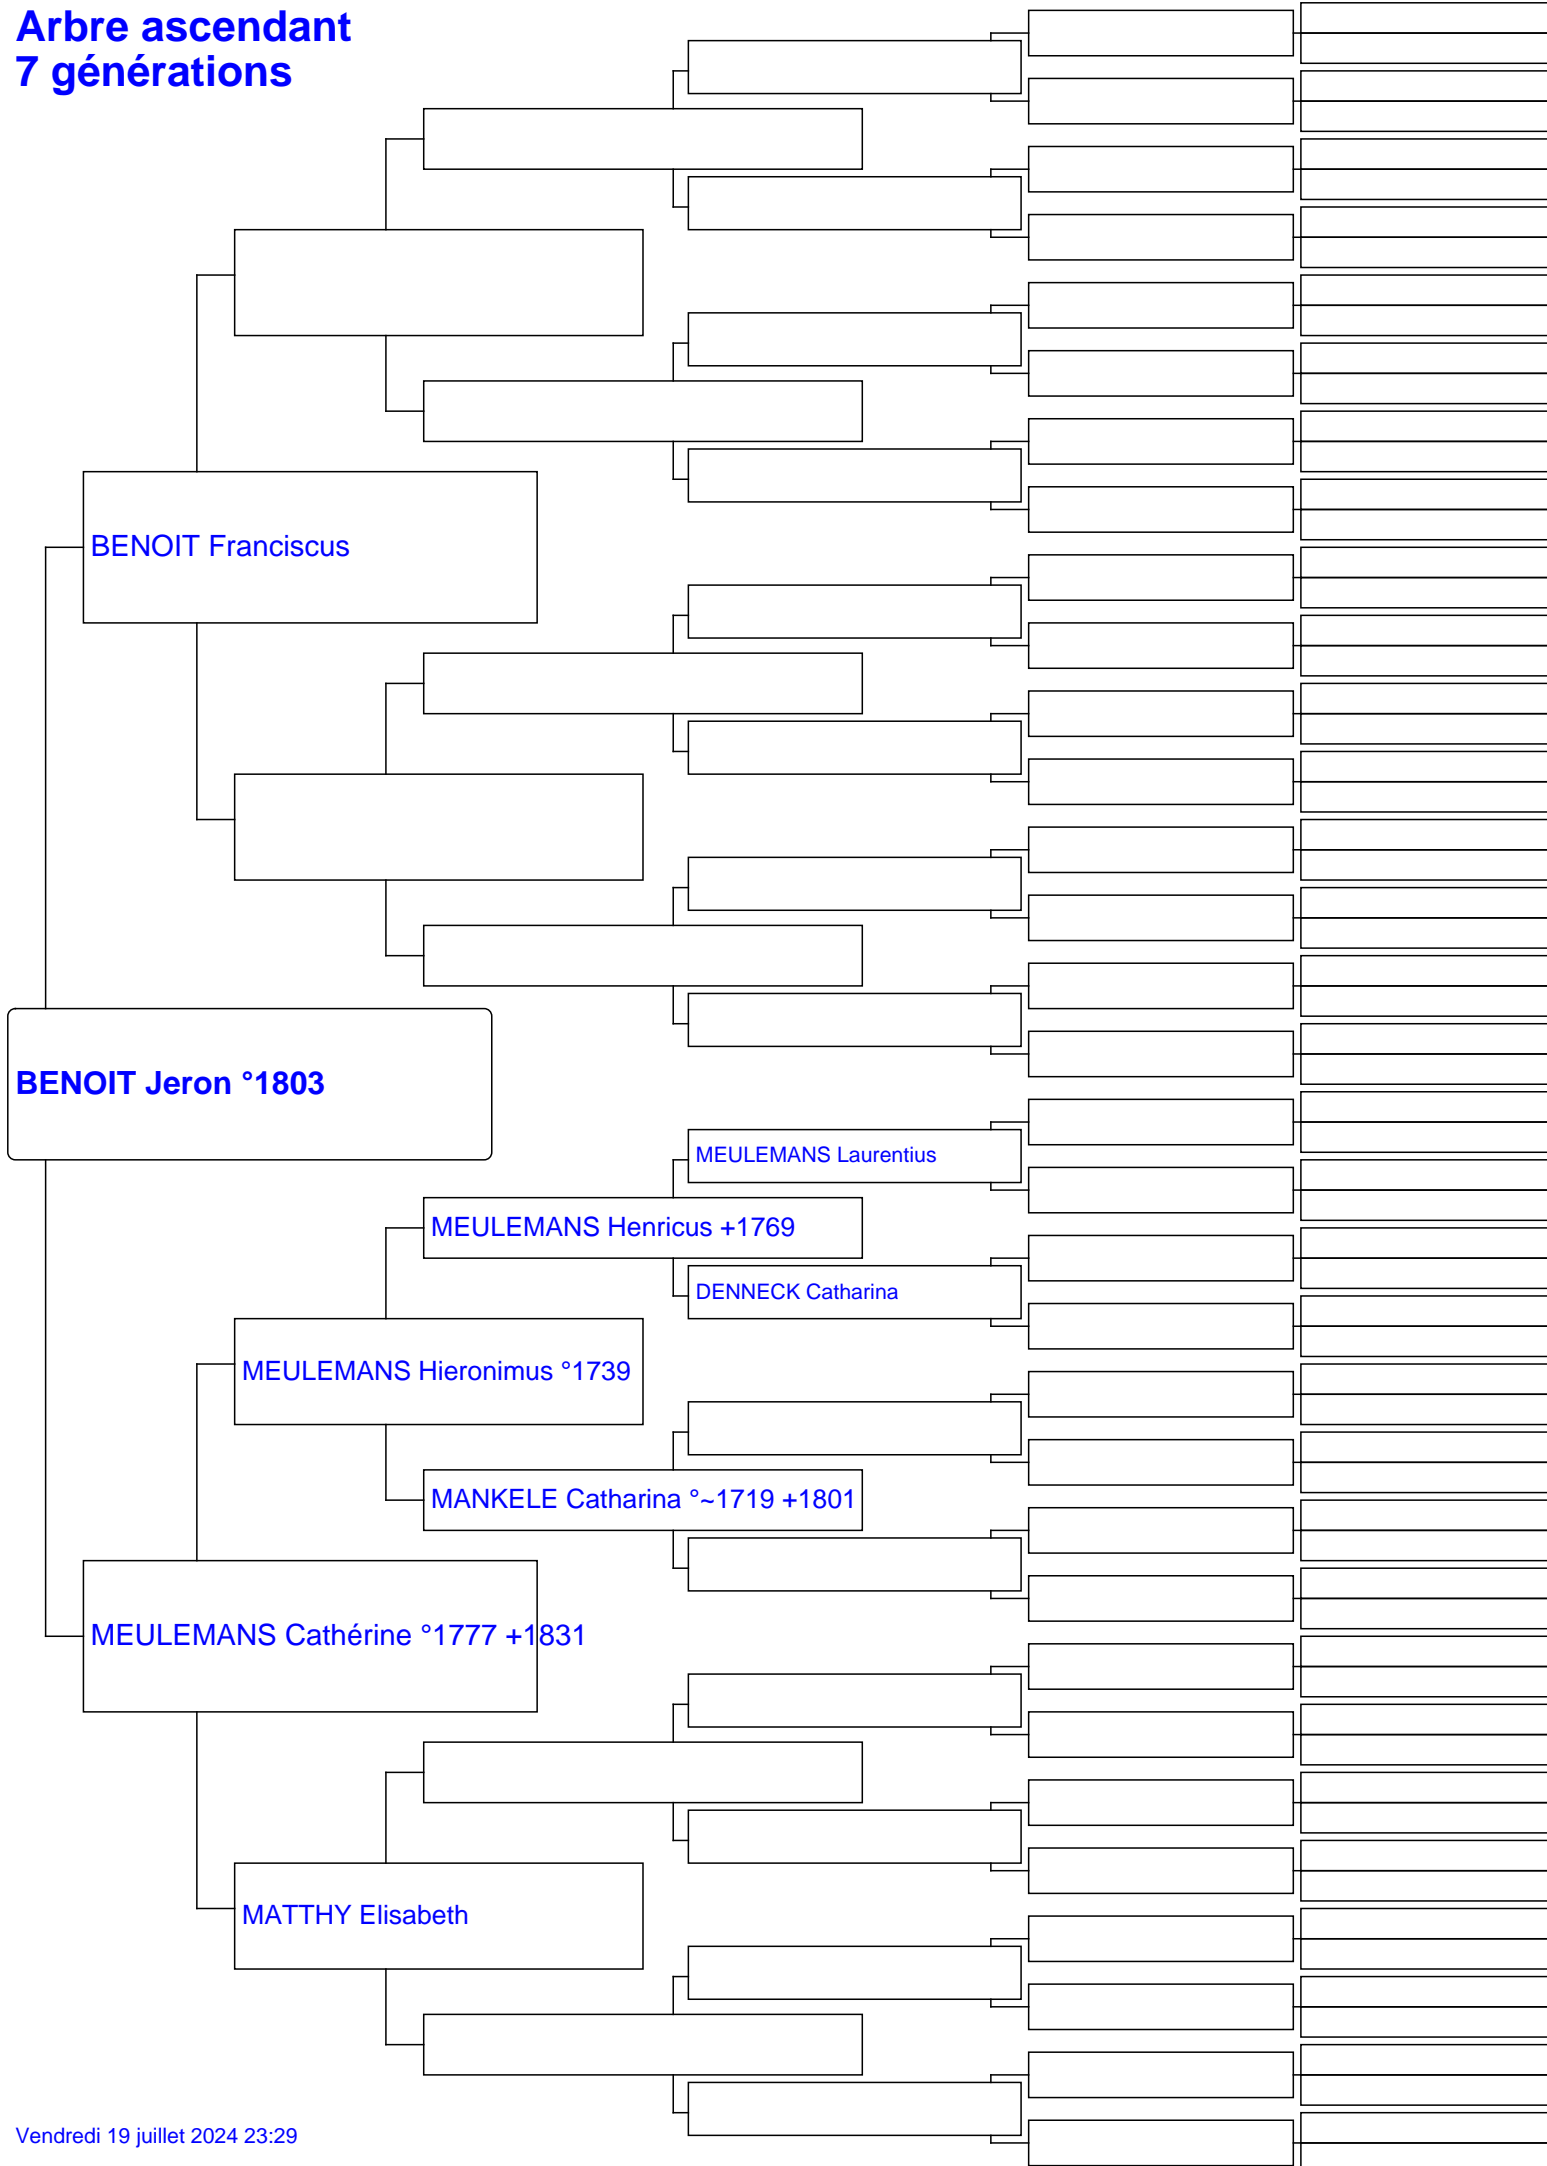 Arbre ascendant
7 générations
BENOIT Franciscus
BENOIT Jeron °1803
MEULEMANS Laurentius
MEULEMANS Henricus +1769
DENNECK Catharina
MEULEMANS Hieronimus °1739
MANKELE Catharina °~1719 +1801
MEULEMANS Cathérine °1777 +1831
MATTHY Elisabeth
Vendredi 19 juillet 2024 23:29